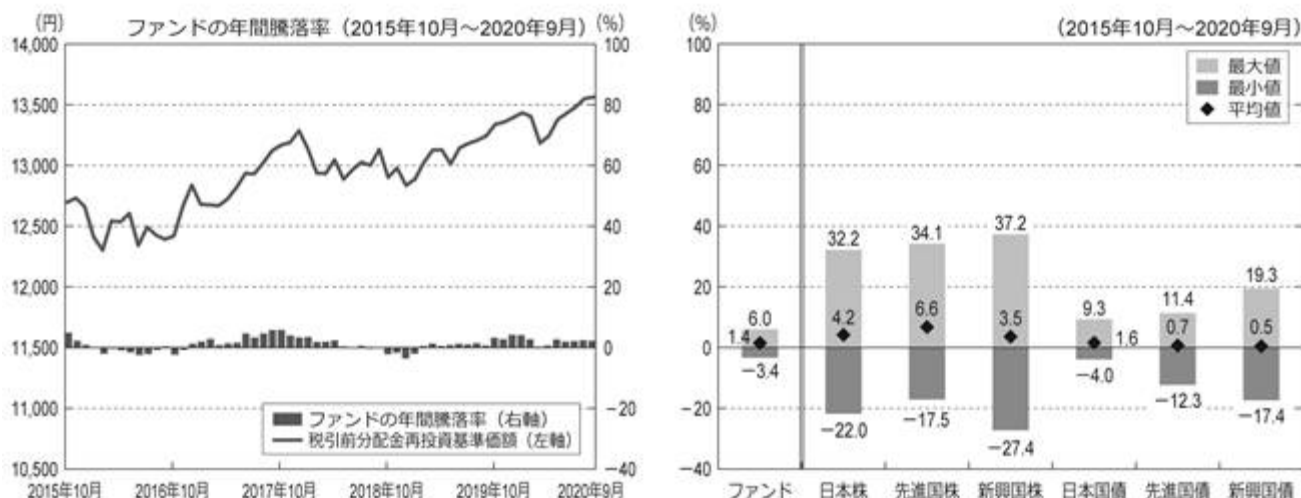 (円)
ファンドの年間騰落率（2015年10月～2020年9月）
(%)
14,000
13,500
13,000
12,500
12,000
11,500
11,000
10,500
100
80
60
40
20
0
－20
－40
ファンドの年間騰落率（右軸）
税引前分配金再投資基準価額（左軸）
2015年10月
2016年10月
2017年10月
2018年10月
2019年10月
2020年9月
(%)
（2015年10月～2020年9月）
100
80
60
40
20
0
－20
－40
最大値
最小値
平均値
6.0
1.4
－3.4
32.2
4.2
－22.0
34.1
6.6
－17.5
37.2
3.5
－27.4
9.3
1.6
－4.0
11.4
0.7
－12.3
19.3
0.5
－17.4
ファンド
日本株
先進国株
新興国株
日本国債
先進国債
新興国債